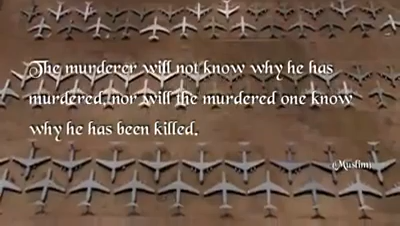 The murderer will not know why he has
murdered, nor will the murdered one know
why he has been killed.
(Muslim)